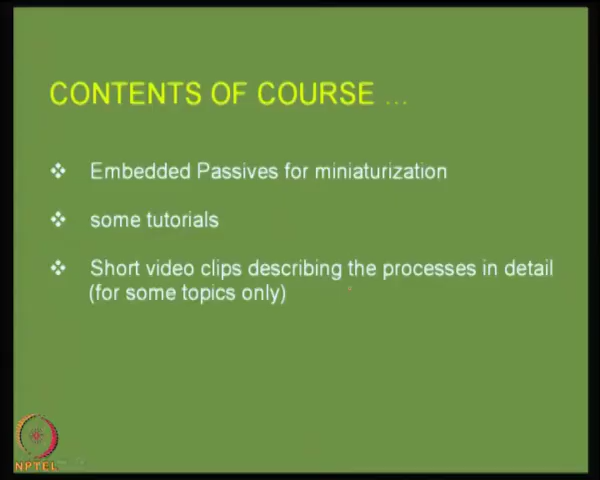 CONTENTS OF COURSE ...
Embedded Passives for miniaturization
some tutorials
Short video clips describing the processes in detail
(for some topics only)
NPTEL